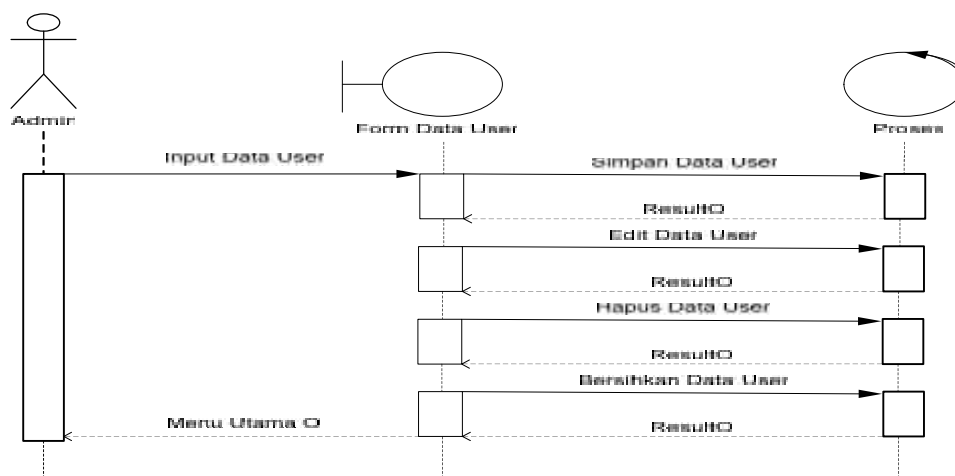 Admin
Form Data User
Proses
Input Data User
Simpan Data User
Result()
Edit Data User
Result()
Hapus Data User
Result()
Bersihkan Data User
Menu Utama ()
Result()